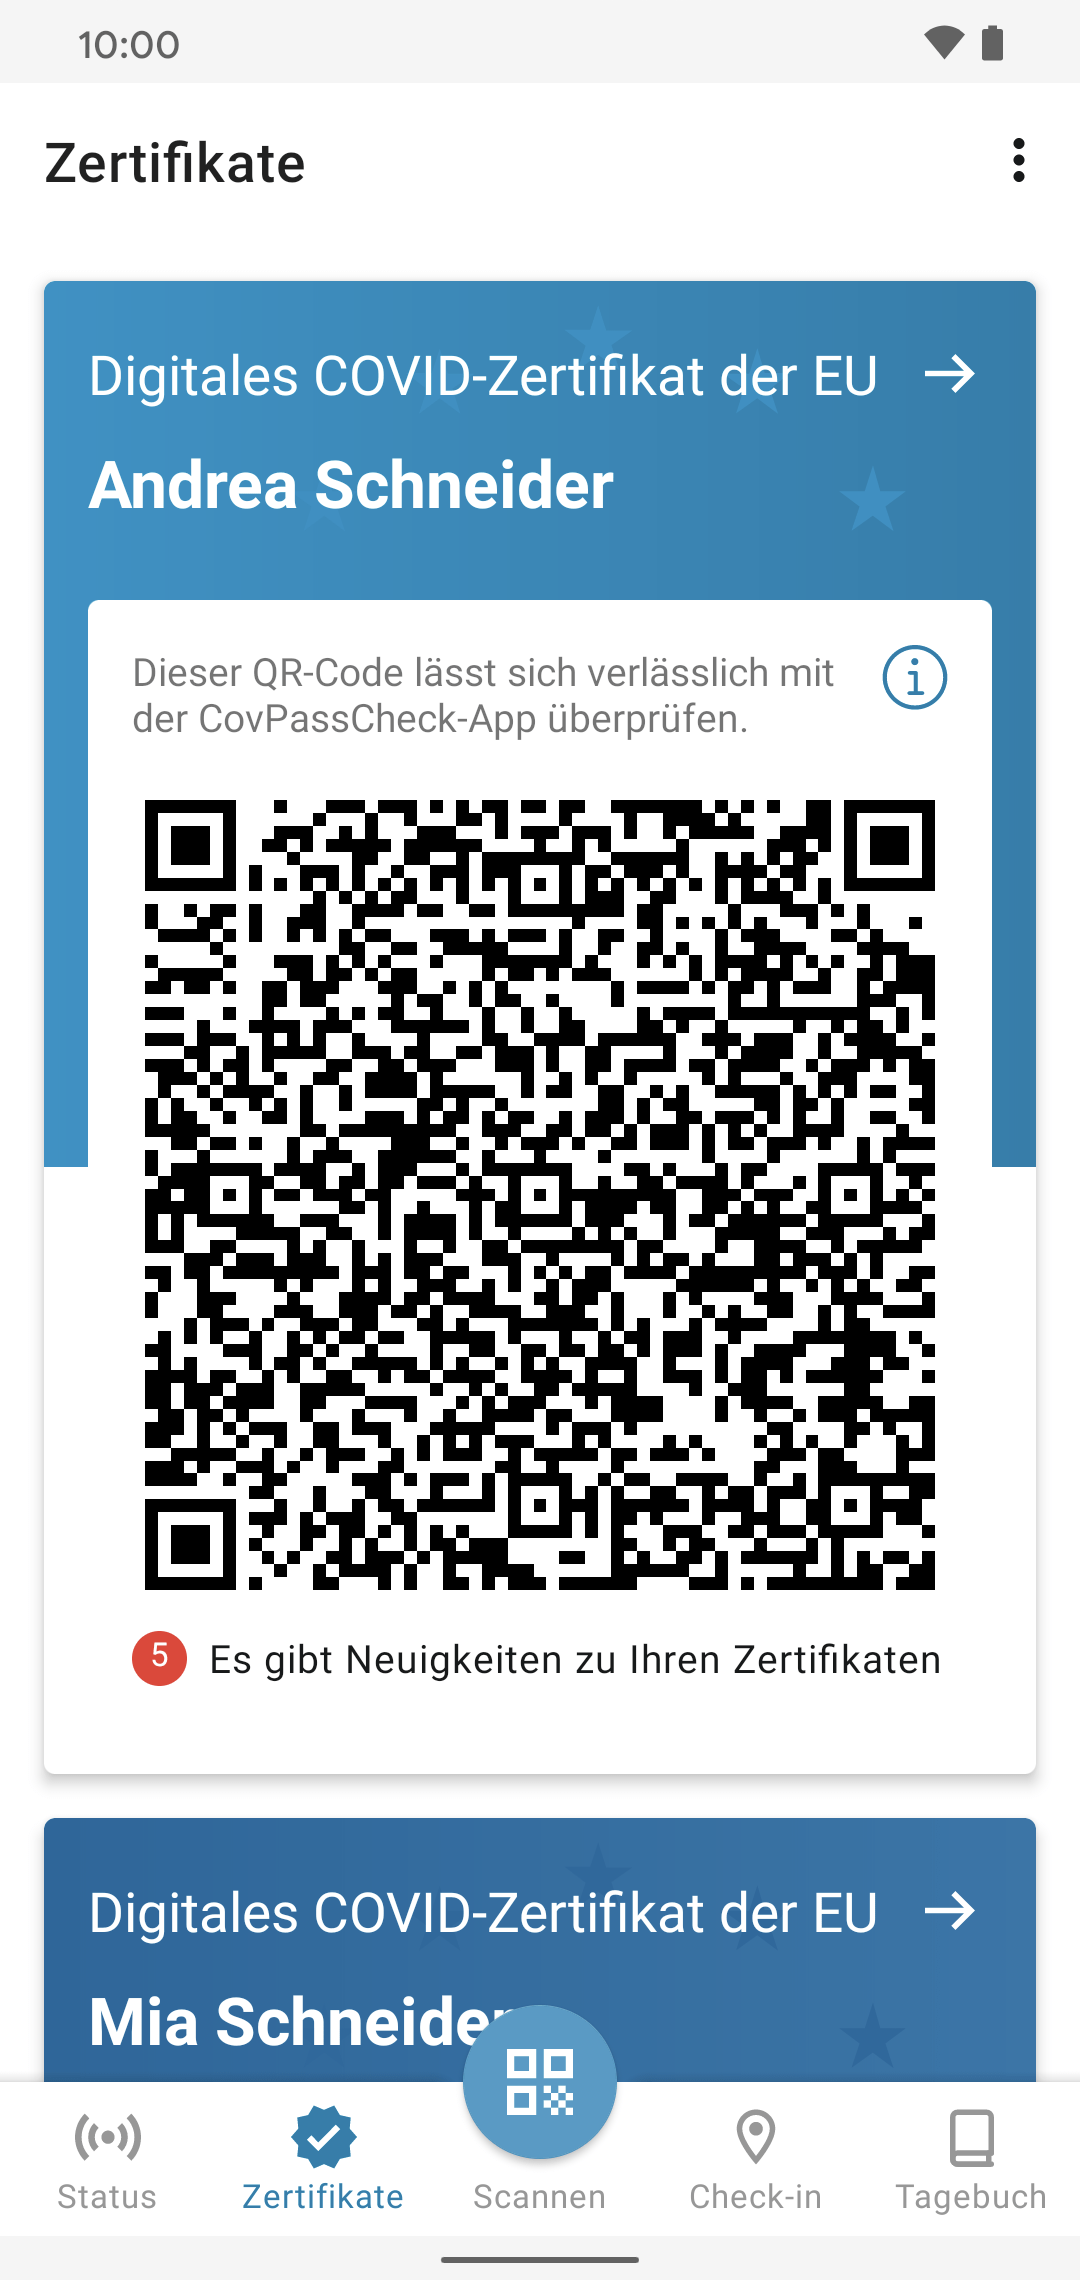 10:00
Zertifikate
Digitales COVID-Zertifikat der EU
Andrea Schneider
Dieser QR-Code lässt sich verlässlich mit
der CovPassCheck-App überprüfen.
5 Es gibt Neuigkeiten zu Ihren Zertifikaten
Digitales COVID-Zertifikat der EU
Mia Schneider
Status Zertifikate Scannen Check-in Tagebuch